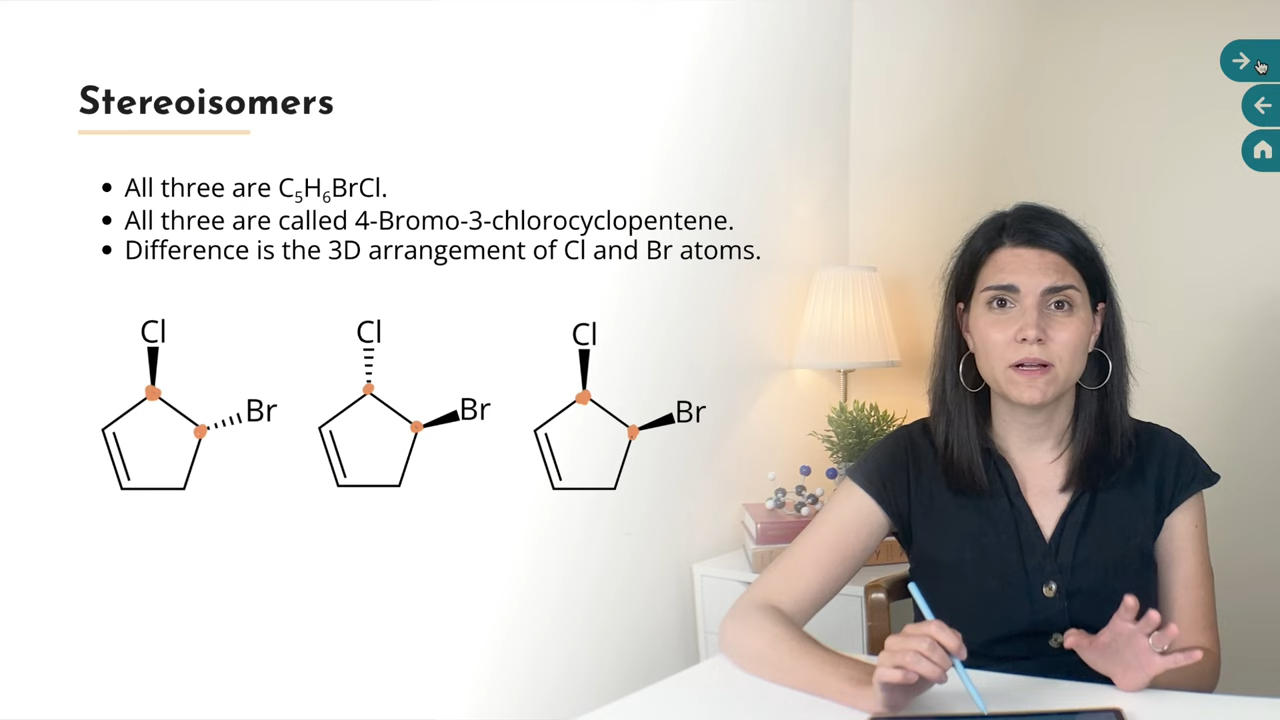 Stereoisomers
• All three are C₅H₆BrCl.
• All three are called 4-Bromo-3-chlorocyclopentene.
• Difference is the 3D arrangement of Cl and Br atoms.
Cl Cl Cl
Br Br Br